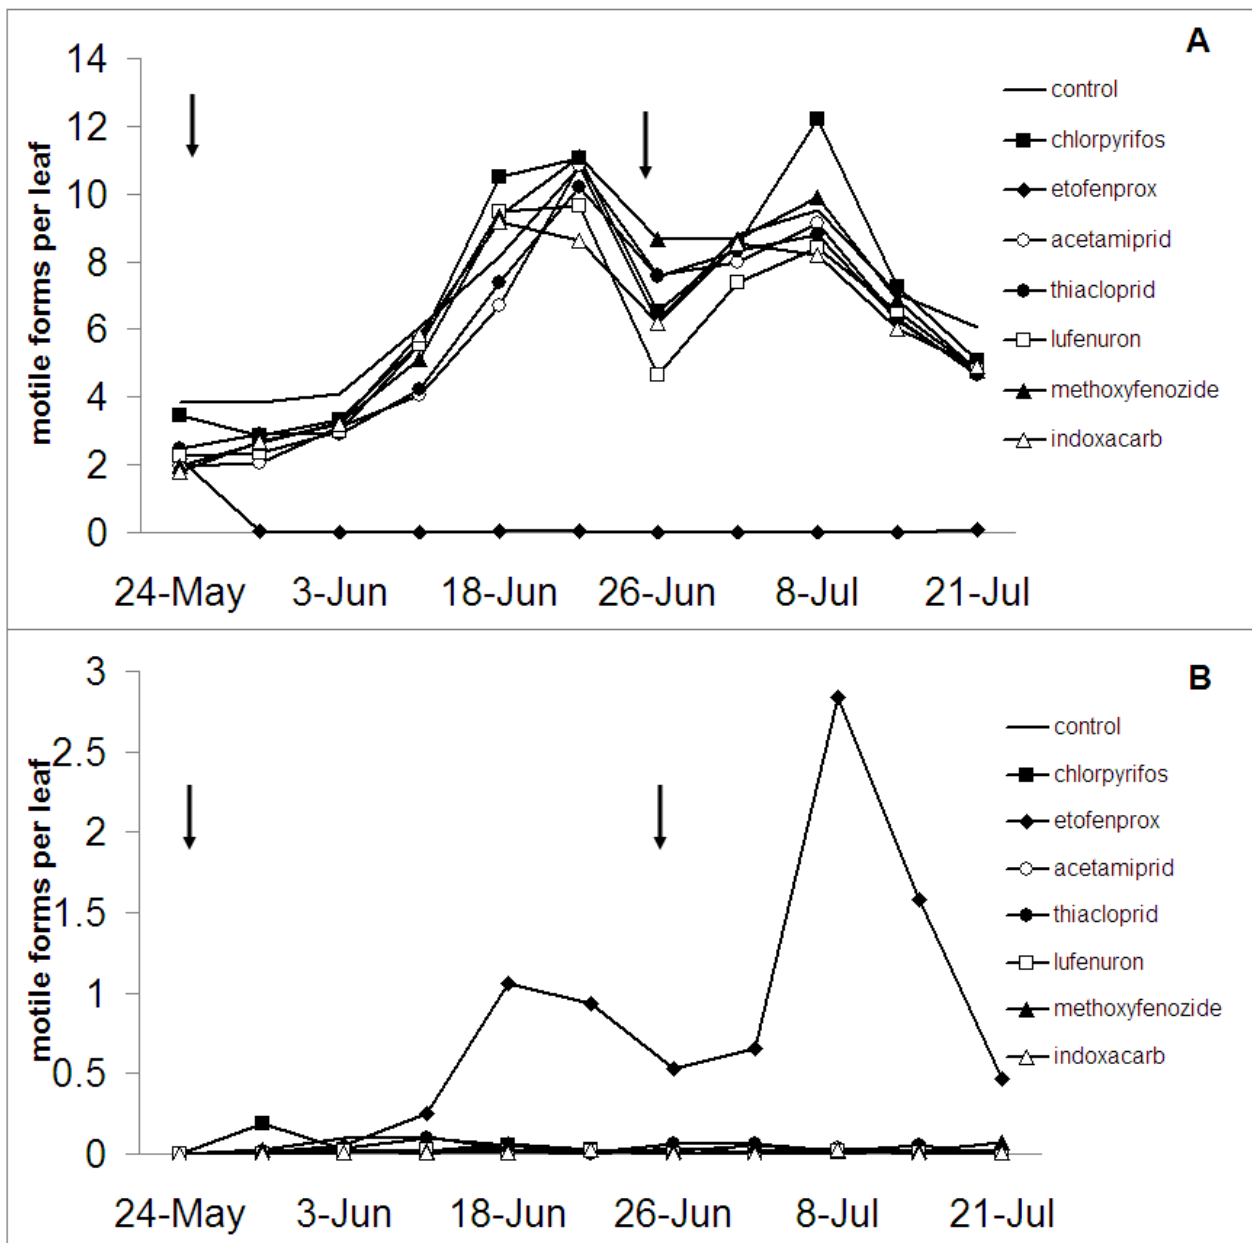 A
motile forms per leaf
14
12
10
8
6
4
2
0
24-May 3-Jun 18-Jun 26-Jun 8-Jul 21-Jul
control
chlorpyrifos
etofenprox
acetamiprid
thiacloprid
lufenuron
methoxyfenozide
indoxacarb
B
motile forms per leaf
3
2.5
2
1.5
1
0.5
0
24-May 3-Jun 18-Jun 26-Jun 8-Jul 21-Jul
control
chlorpyrifos
etofenprox
acetamiprid
thiacloprid
lufenuron
methoxyfenozide
indoxacarb